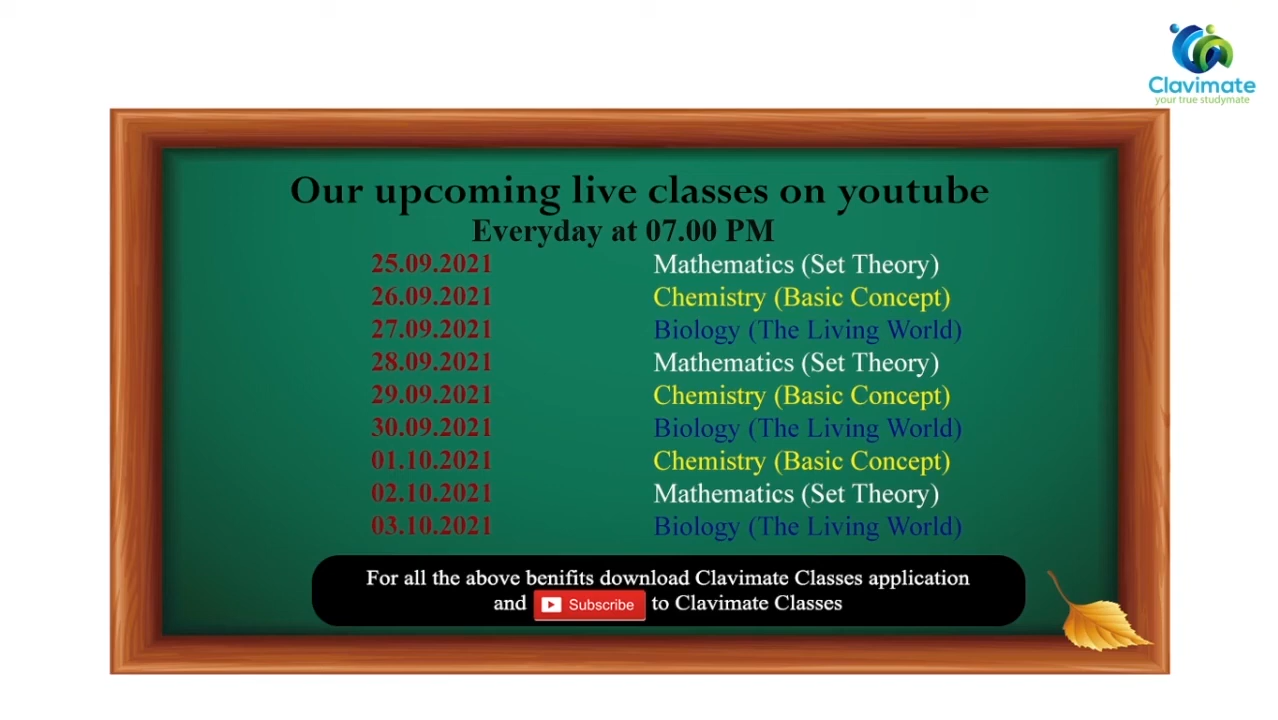 Clavimate
your true studymate
Our upcoming live classes on youtube
Everyday at 07.00 PM
25.09.2021 Mathematics (Set Theory)
26.09.2021 Chemistry (Basic Concept)
27.09.2021 Biology (The Living World)
28.09.2021 Mathematics (Set Theory)
29.09.2021 Chemistry (Basic Concept)
30.09.2021 Biology (The Living World)
01.10.2021 Chemistry (Basic Concept)
02.10.2021 Mathematics (Set Theory)
03.10.2021 Biology (The Living World)
For all the above benifits download Clavimate Classes application
and Subscribe to Clavimate Classes